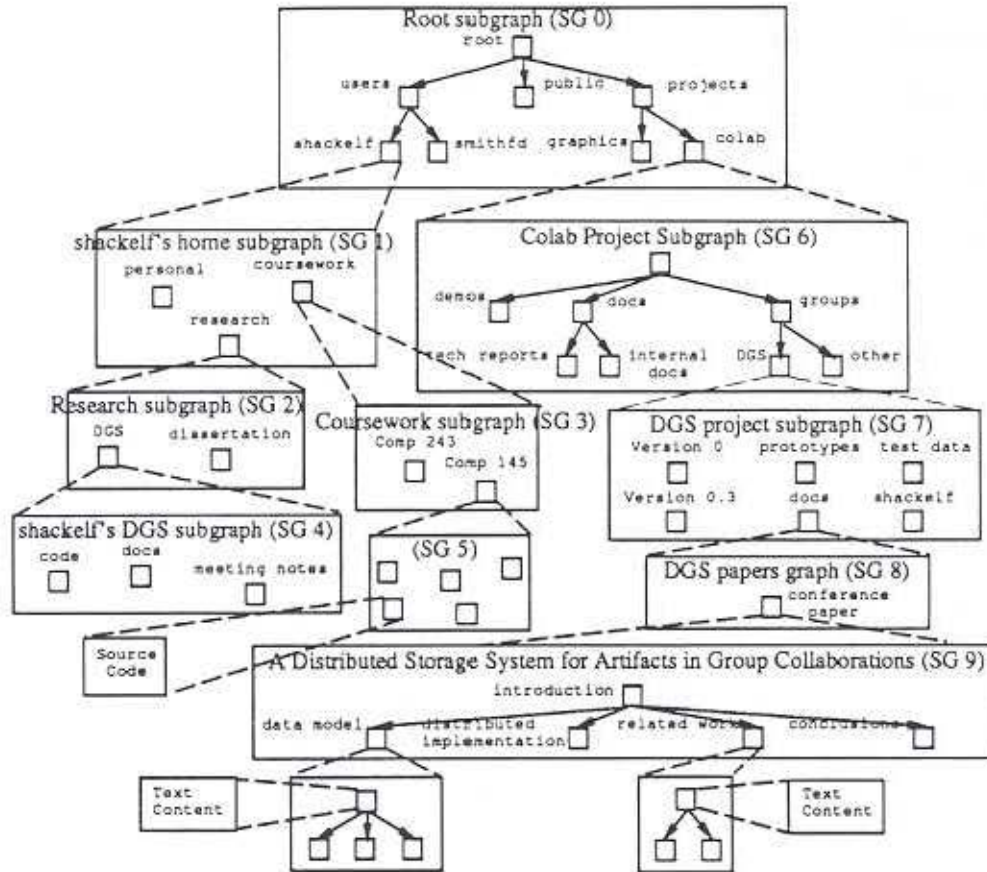 Root subgraph (SG 0)
root
users
public
projects
shackelf
smithfd
graphics
colab
shackelf's home subgraph (SG 1)
personal
coursework
research
Colab Project Subgraph (SG 6)
demos
docs
groups
tech reports
internal
docs
DGS
other
Research subgraph (SG 2)
DGS
dissertation
Coursework subgraph (SG 3)
Comp 243
Comp 145
DGS project subgraph (SG 7)
Version 0
prototypes
test data
Version 0.3
docs
shackelf
shackelf's DGS subgraph (SG 4)
code
docs
meeting notes
(SG 5)
DGS papers graph (SG 8)
conference
paper
Source
Code
A Distributed Storage System for Artifacts in Group Collaborations (SG 9)
introduction
data model
distributed
implementation
related work
conclusions
Text
Content
Text
Content